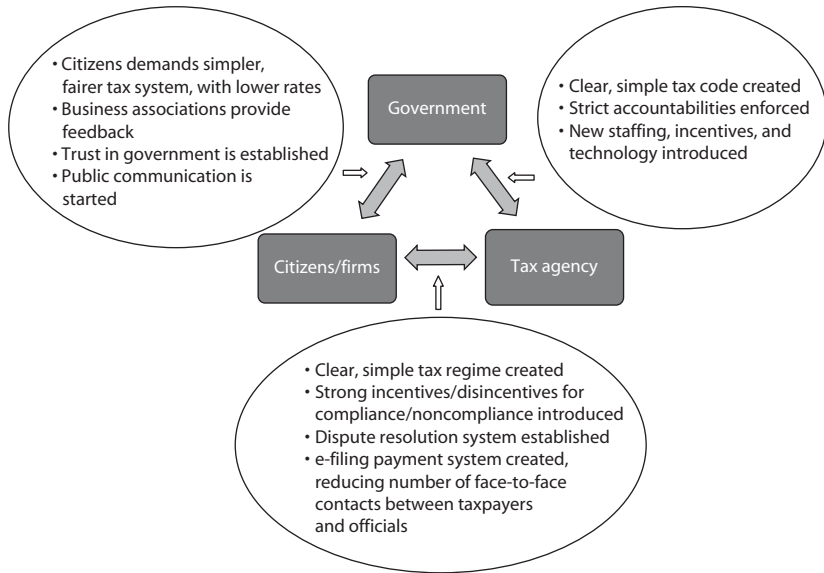 • Citizens demands simpler,
fairer tax system, with lower rates
• Business associations provide
feedback
• Trust in government is established
• Public communication is
started
Government
• Clear, simple tax code created
• Strict accountabilities enforced
• New staffing, incentives, and
technology introduced
Citizens/firms
Tax agency
• Clear, simple tax regime created
• Strong incentives/disincentives for
compliance/noncompliance introduced
• Dispute resolution system established
• e-filing payment system created,
reducing number of face-to-face
contacts between taxpayers
and officials